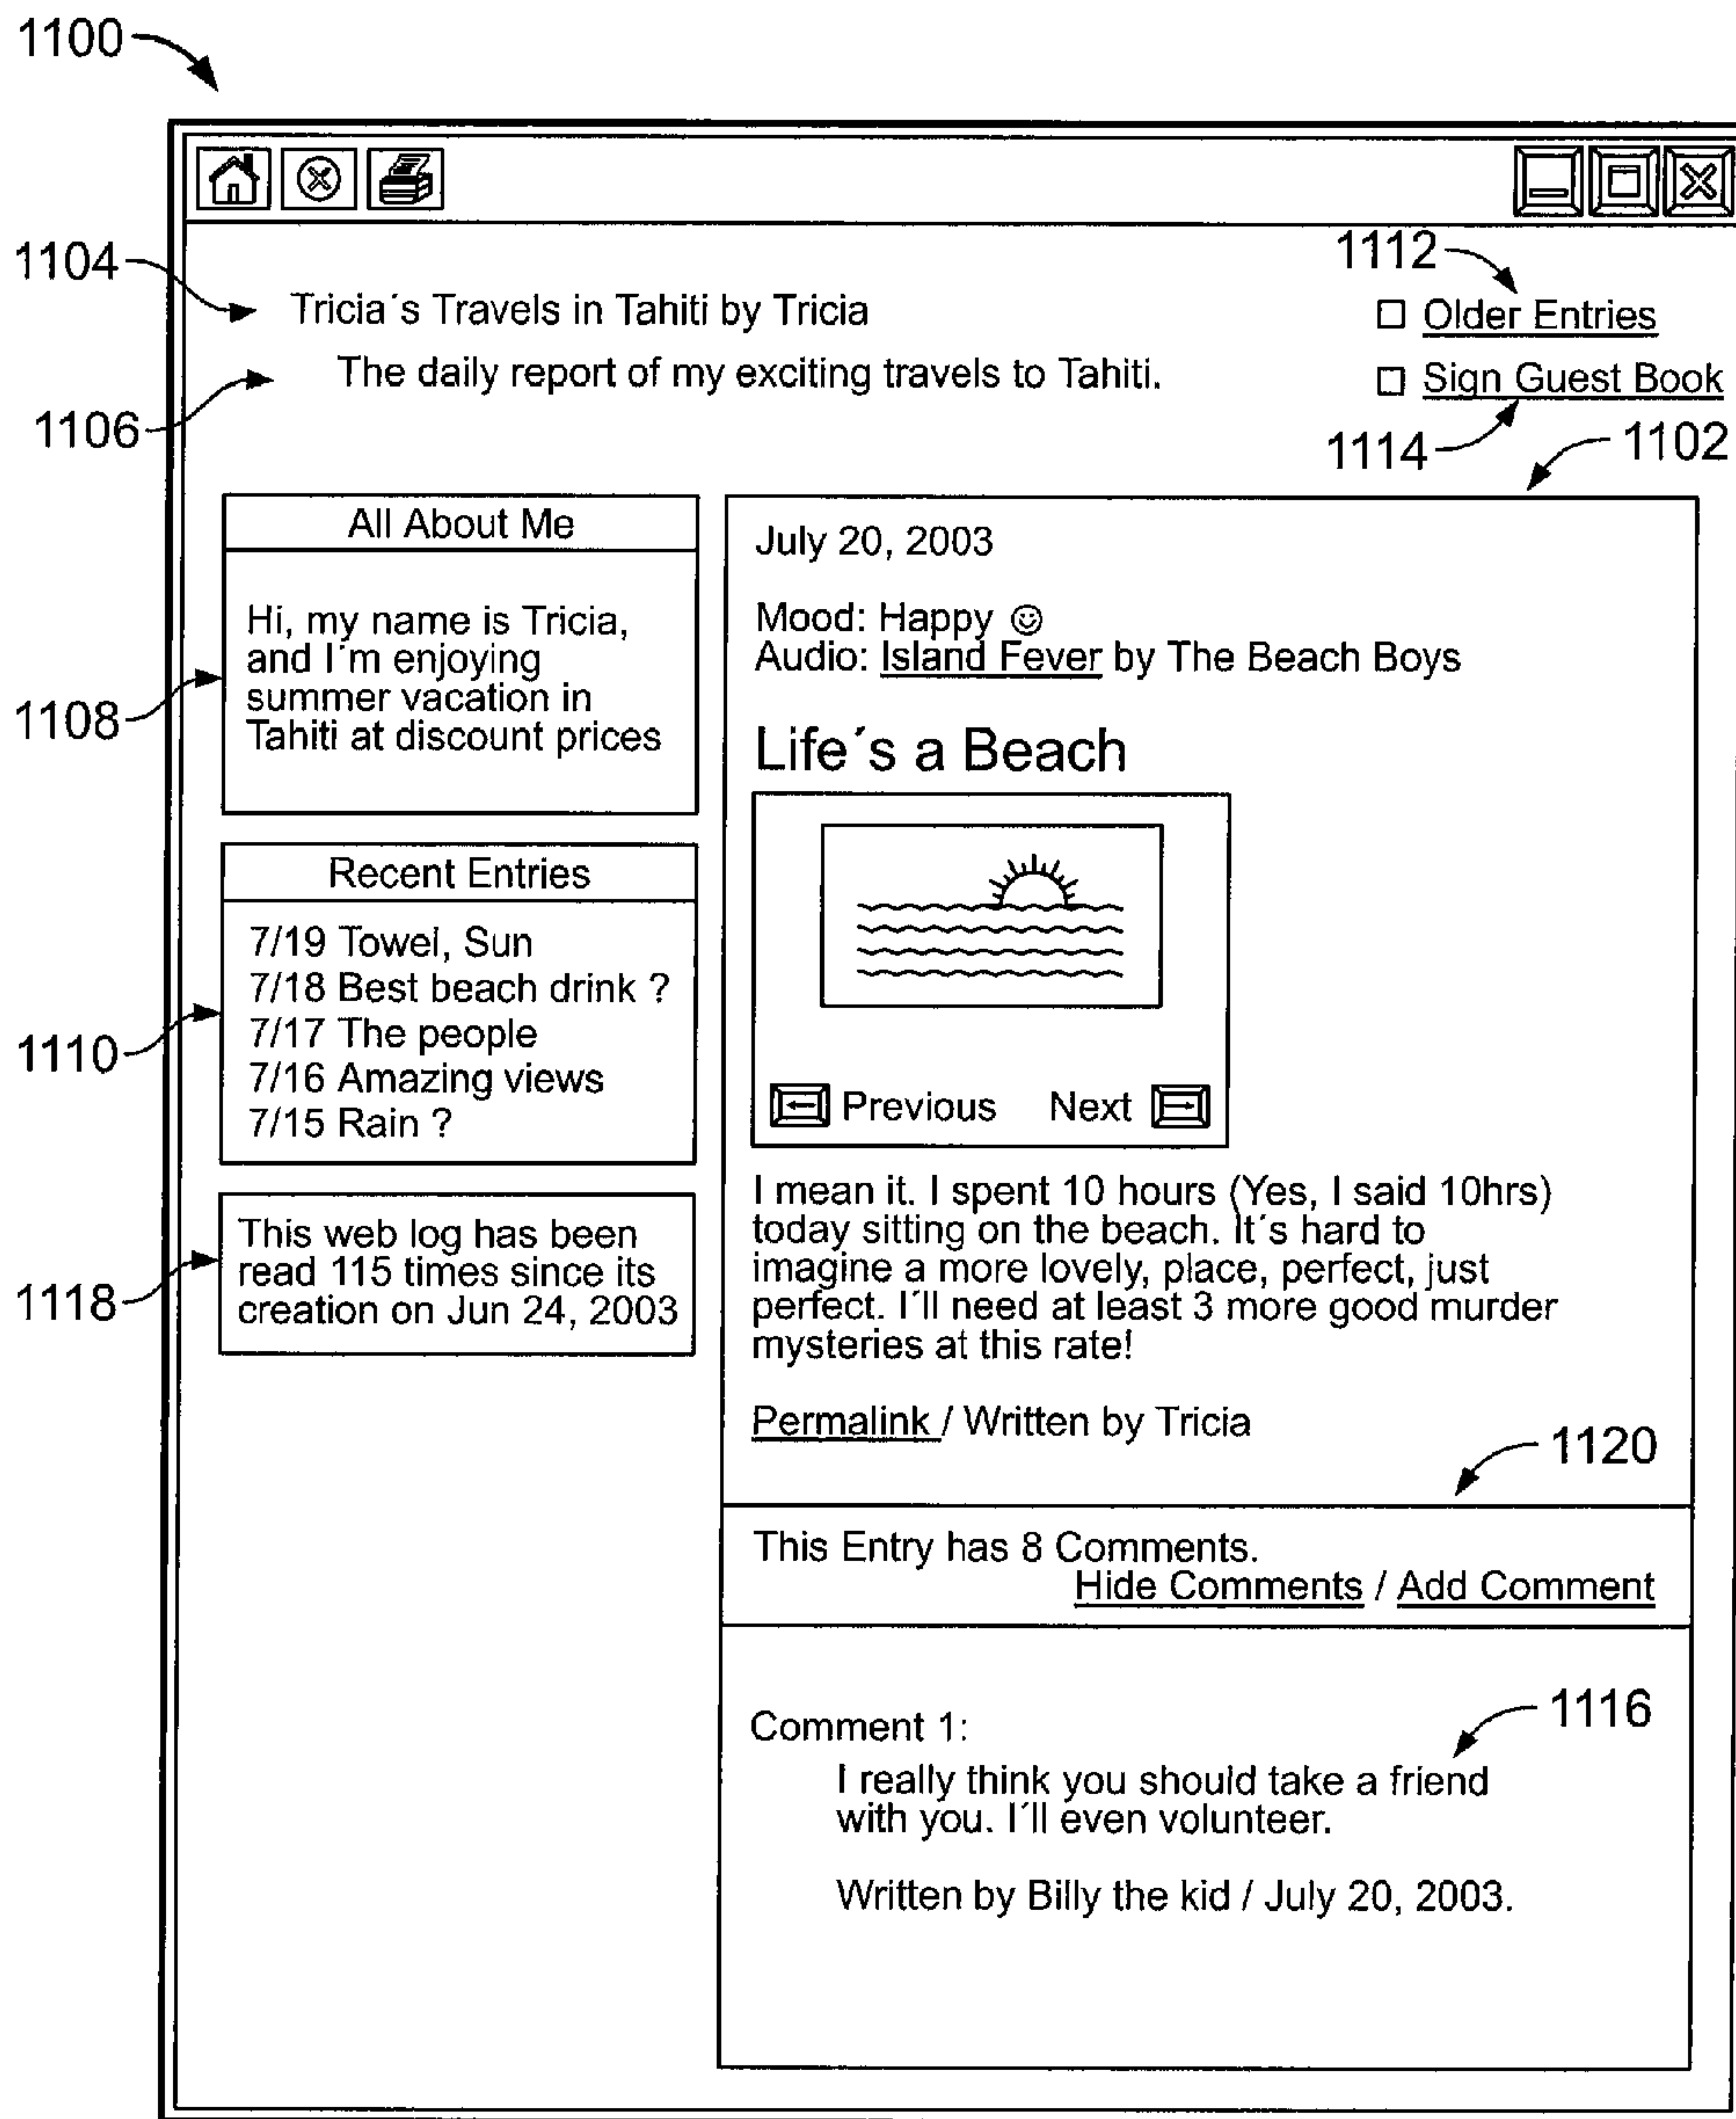 1100
1104
Tricia´s Travels in Tahiti by Tricia
1106
The daily report of my exciting travels to Tahiti.
1112
Older Entries
Sign Guest Book
1114
1102
All About Me
1108
Hi, my name is Tricia,
and I´m enjoying
summer vacation in
Tahiti at discount prices
Recent Entries
1110
7/19 Towel, Sun
7/18 Best beach drink ?
7/17 The people
7/16 Amazing views
7/15 Rain ?
1118
This web log has been
read 115 times since its
creation on Jun 24, 2003
July 20, 2003
Mood: Happy ☺
Audio: Island Fever by The Beach Boys
Life´s a Beach
Previous Next
I mean it. I spent 10 hours (Yes, I said 10hrs)
today sitting on the beach. It´s hard to
imagine a more lovely, place, perfect, just
perfect. I´ll need at least 3 more good murder
mysteries at this rate!
Permalink / Written by Tricia
1120
This Entry has 8 Comments.
Hide Comments / Add Comment
1116
Comment 1:
I really think you should take a friend
with you. I´ll even volunteer.
Written by Billy the kid / July 20, 2003.